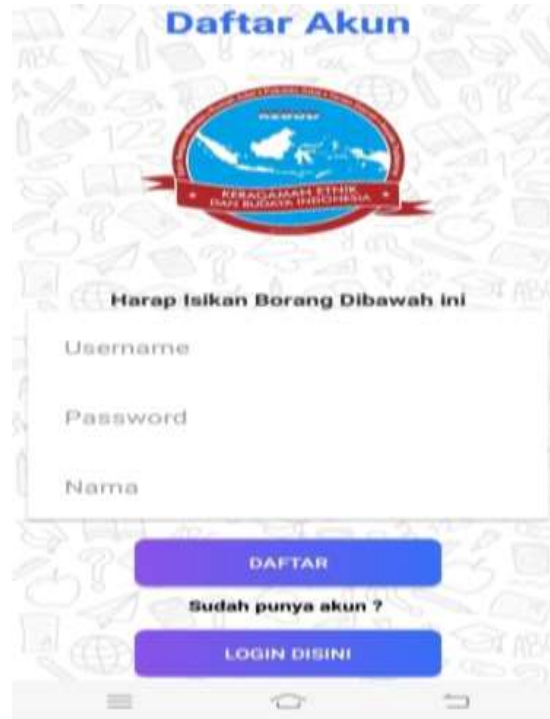 Daftar Akun
KERAGAMAN ETNIK
DAN BUDAYA INDONESIA
Harap Isikan Borang Dibawah ini
Username
Password
Nama
DAFTAR
Sudah punya akun ?
LOGIN DISINI